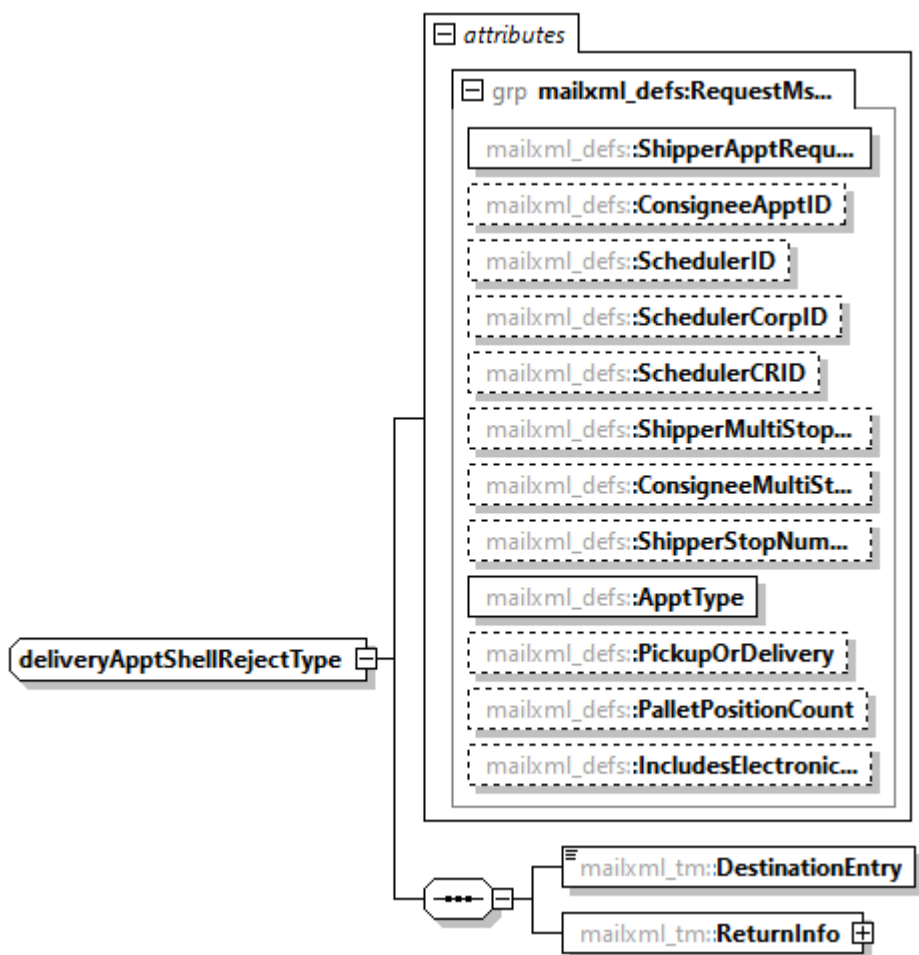 attributes
grp mailxml_defs:RequestMs...
mailxml_defs::ShipperApptRequ...
mailxml_defs::ConsigneeApptID
mailxml_defs::SchedulerID
mailxml_defs::SchedulerCorpID
mailxml_defs::SchedulerCRID
mailxml_defs::ShipperMultiStop...
mailxml_defs::ConsigneeMultiSt...
mailxml_defs::ShipperStopNum...
mailxml_defs::ApptType
deliveryApptShellRejectType
mailxml_defs::PickupOrDelivery
mailxml_defs::PalletPositionCount
mailxml_defs::IncludesElectronic...
mailxml_tm::DestinationEntry
mailxml_tm::ReturnInfo